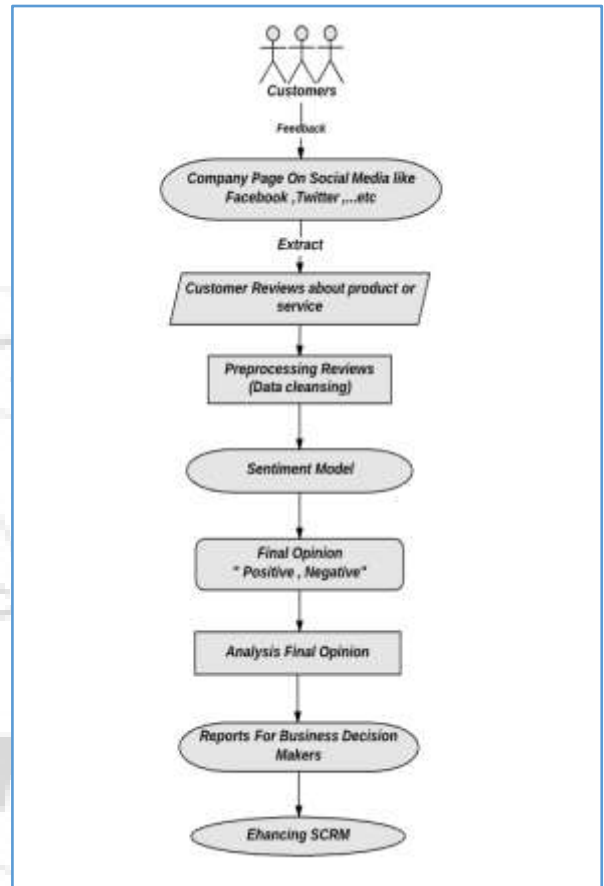 Customers
Feedback
Company Page On Social Media like
Facebook ,Twitter ,...etc
Extract
Customer Reviews about product or
service
Preprocessing Reviews
(Data cleansing)
Sentiment Model
Final Opinion
" Positive , Negative"
Analysis Final Opinion
Reports For Business Decision
Makers
Ehancing SCRM